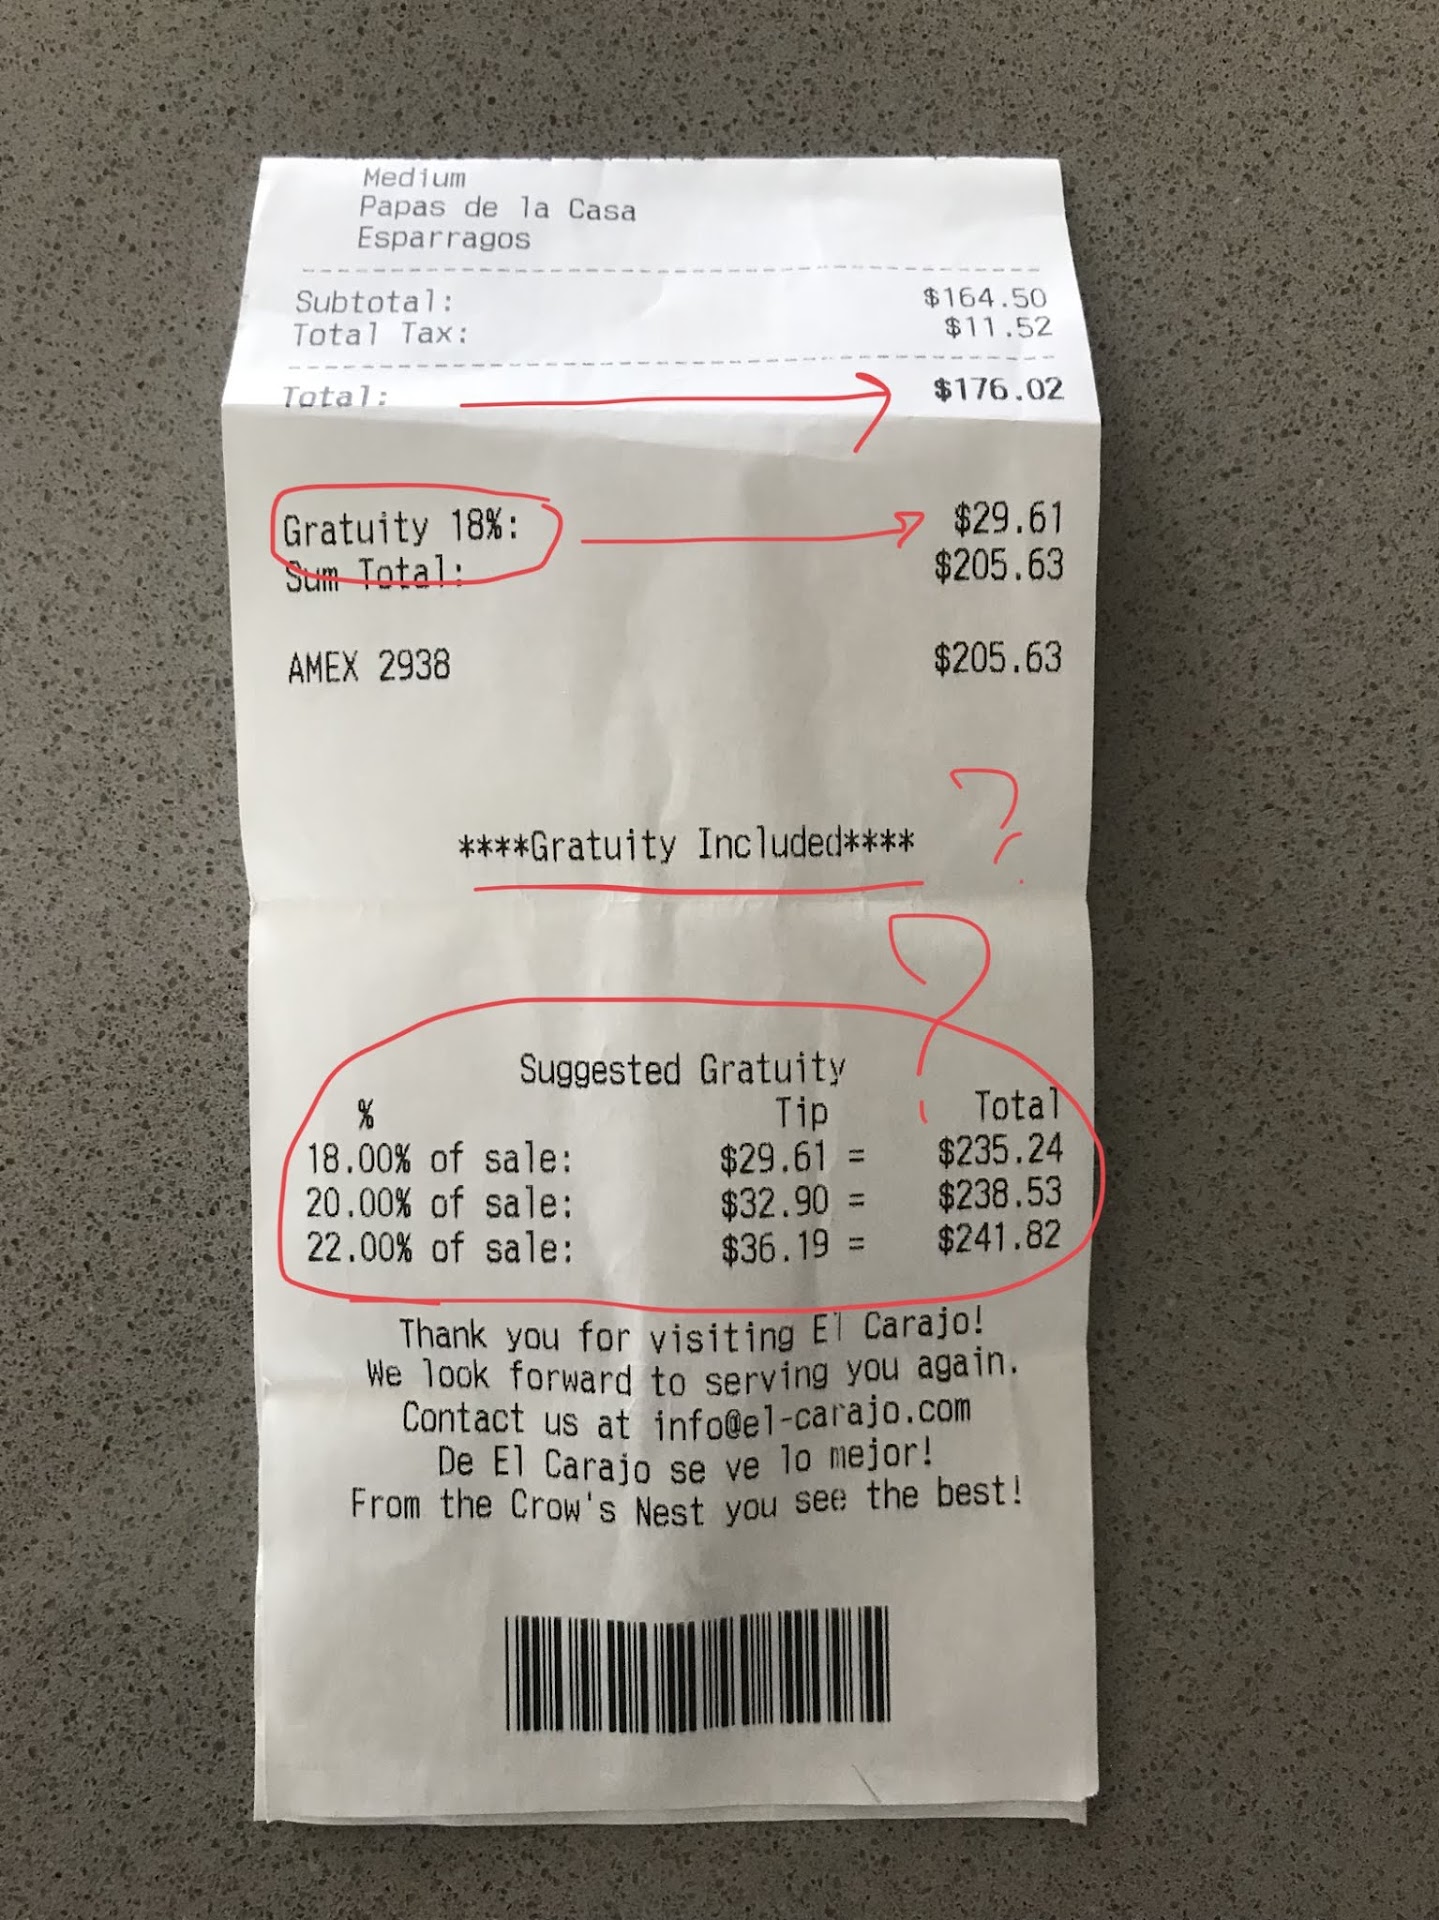 Medium
Papas de la Casa
Esparragos
Subtotal: $164.50
Total Tax: $11.52
Total: $176.02
Gratuity 18%: $29.61
Sum Total: $205.63
AMEX 2938 $205.63
?
****Gratuity Included****
?
Suggested Gratuity
% Tip Total
18.00% of sale: $29.61 = $235.24
20.00% of sale: $32.90 = $238.53
22.00% of sale: $36.19 = $241.82
Thank you for visiting El Carajo!
We look forward to serving you again.
Contact us at info@el-carajo.com
De El Carajo se ve lo mejor!
From the Crow's Nest you see the best!